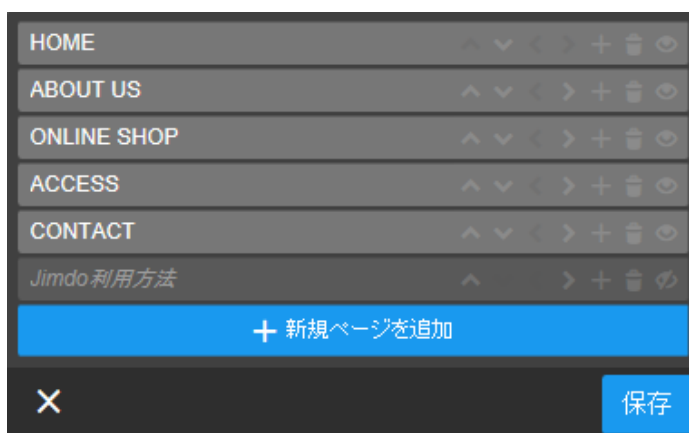 HOME
ABOUT US
ONLINE SHOP
ACCESS
CONTACT
Jimdo利用方法
新規ページを追加
保存